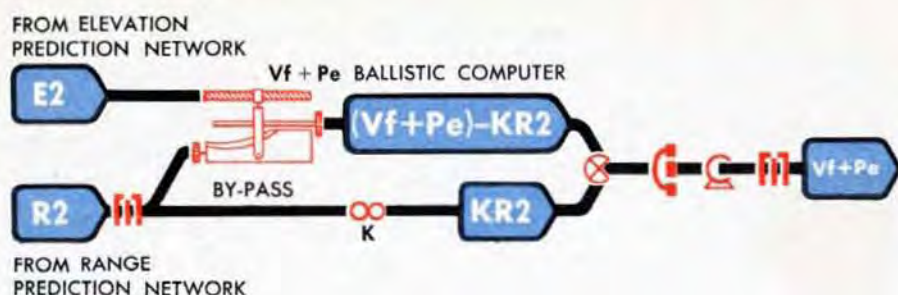 FROM ELEVATION
PREDICTION NETWORK
E2
Vf + Pe BALLISTIC COMPUTER
(Vf+Pe)-KR2
BY-PASS
R2
K
KR2
Vf+Pe
FROM RANGE
PREDICTION NETWORK